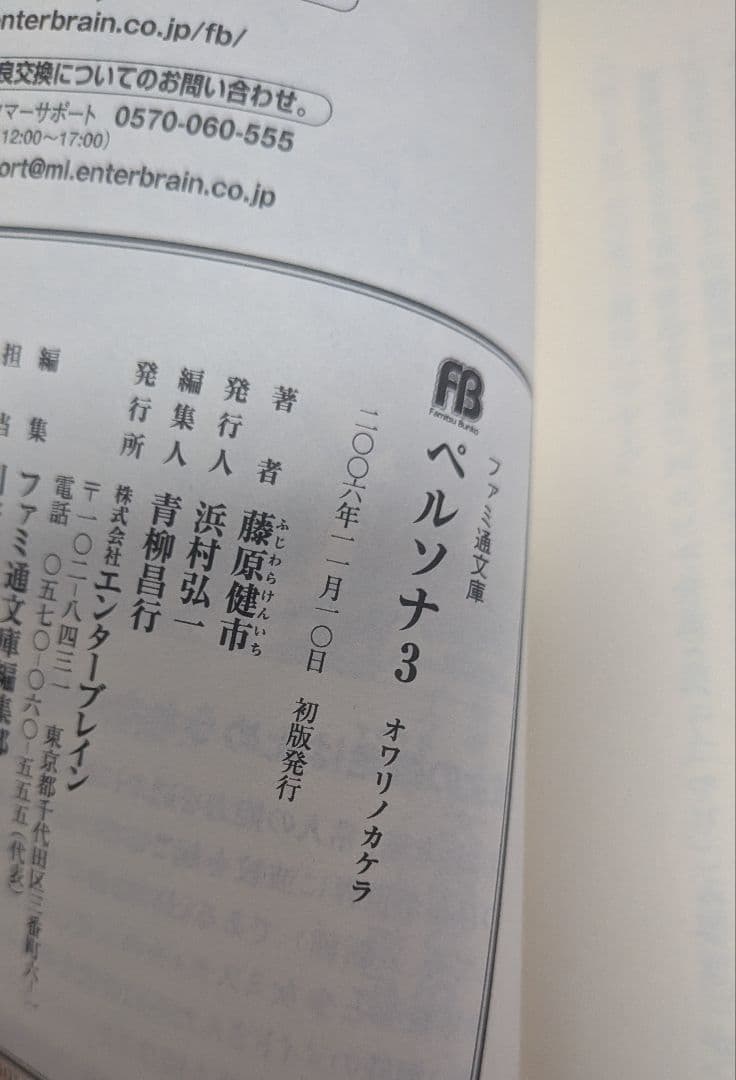 enterbrain.co.jp/fb/
良交換についてのお問い合わせ。
マーサポート 0570-060-555
12:00～17:00)
ort@ml.enterbrain.co.jp
FB
Famitsu Bunko
ファミ通文庫
ペルソナ3 オワリノカケラ
二〇〇六年一一月一〇日 初版発行
著者 藤原健市
ふじわらけんいち
発行人 浜村弘一
編集人 青柳昌行
発行所 株式会社エンターブレイン
〒一〇二-八四三一 東京都千代田区三番町六-一
電話 〇五七〇-〇六〇-五五五(代表)
編集 ファミ通文庫編集部
担当